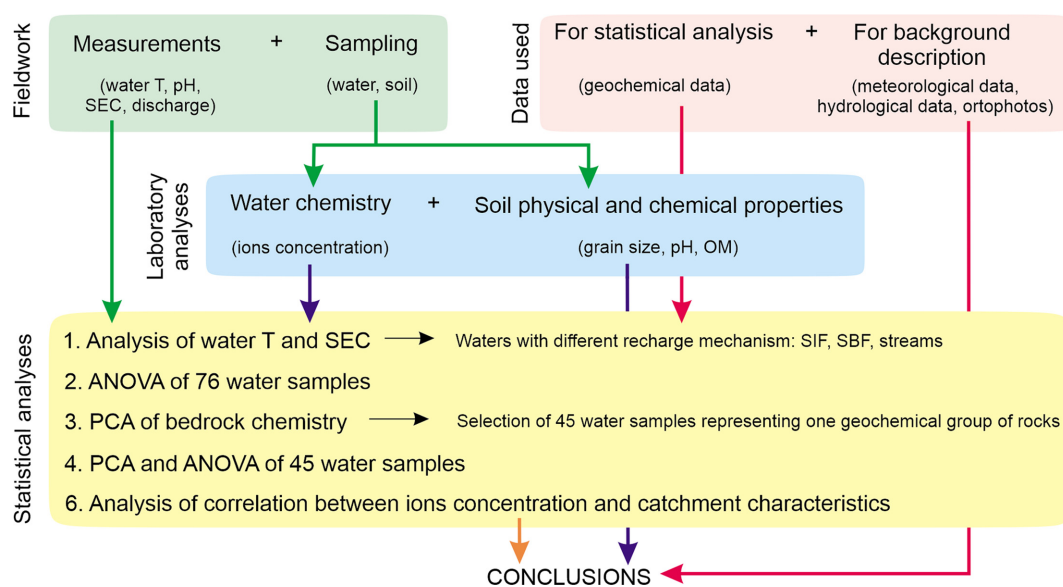 Fieldwork
Measurements + Sampling
(water T, pH,
SEC, discharge)
(water, soil)
Data used
For statistical analysis + For background
description
(geochemical data)
(meteorological data,
hydrological data, ortophotos)
Laboratory
analyses
Water chemistry + Soil physical and chemical properties
(ions concentration)
(grain size, pH, OM)
Statistical analyses
1. Analysis of water T and SEC
Waters with different recharge mechanism: SIF, SBF, streams
2. ANOVA of 76 water samples
3. PCA of bedrock chemistry
Selection of 45 water samples representing one geochemical group of rocks
4. PCA and ANOVA of 45 water samples
6. Analysis of correlation between ions concentration and catchment characteristics
CONCLUSIONS